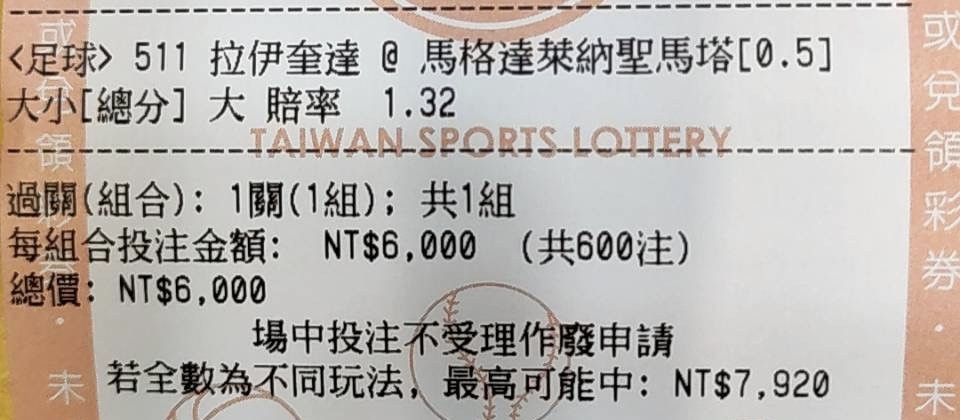 <足球> 511 拉伊奎達 @ 馬格達萊納聖馬塔[0.5]
大小[總分] 大 賠率 1.32
TAIWAN SPORTS LOTTERY
過關(組合): 1關(1組); 共1組
每組合投注金額: NT$6,000 (共600注)
總價: NT$6,000
場中投注不受理作廢申請
若全數為不同玩法, 最高可能中: NT$7,920
或兌領彩券·未